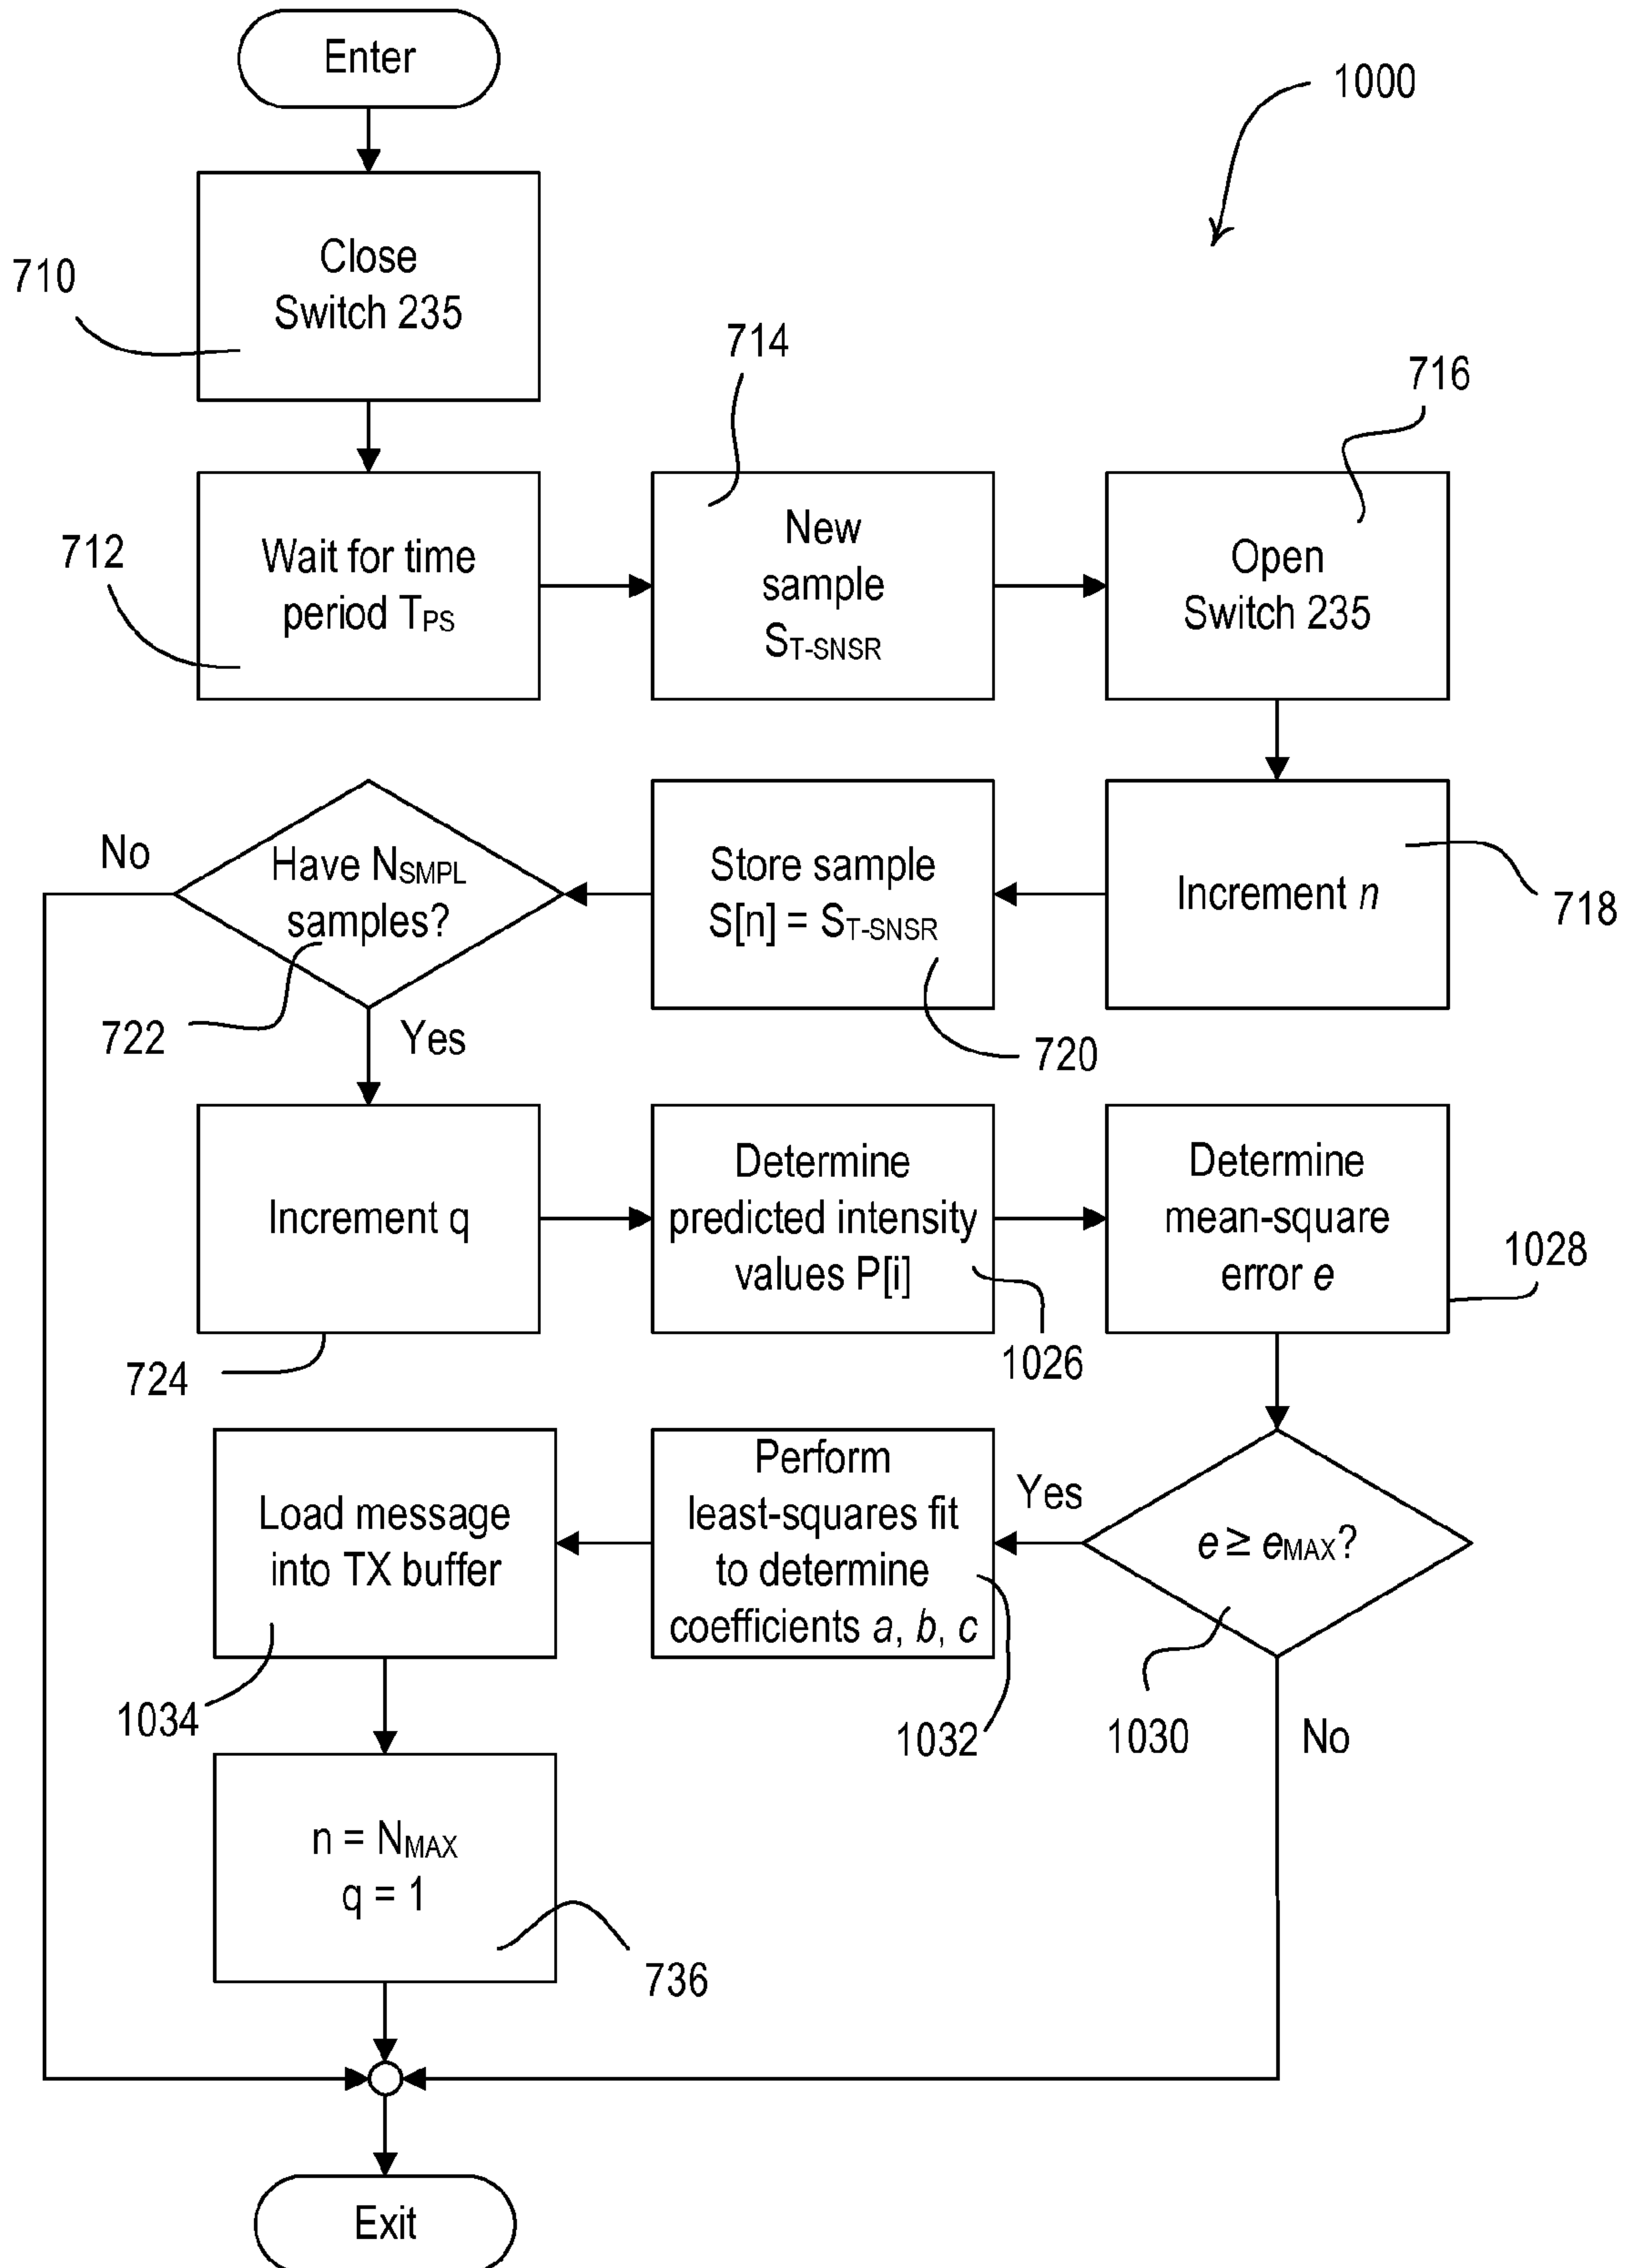 Enter
1000
Close
Switch 235
710
714
716
712
Wait for time
period TPS
New
sample
ST-SNSR
Open
Switch 235
No
Have NSMPL
samples?
Store sample
S[n] = ST-SNSR
Increment n
718
722
Yes
720
Increment q
Determine
predicted intensity
values P[i]
Determine
mean-square
error e
1028
724
1026
Load message
into TX buffer
Perform
least-squares fit
to determine
coefficients a, b, c
Yes
e ≥ eMAX?
1034
1032
1030
No
n = NMAX
q = 1
736
Exit